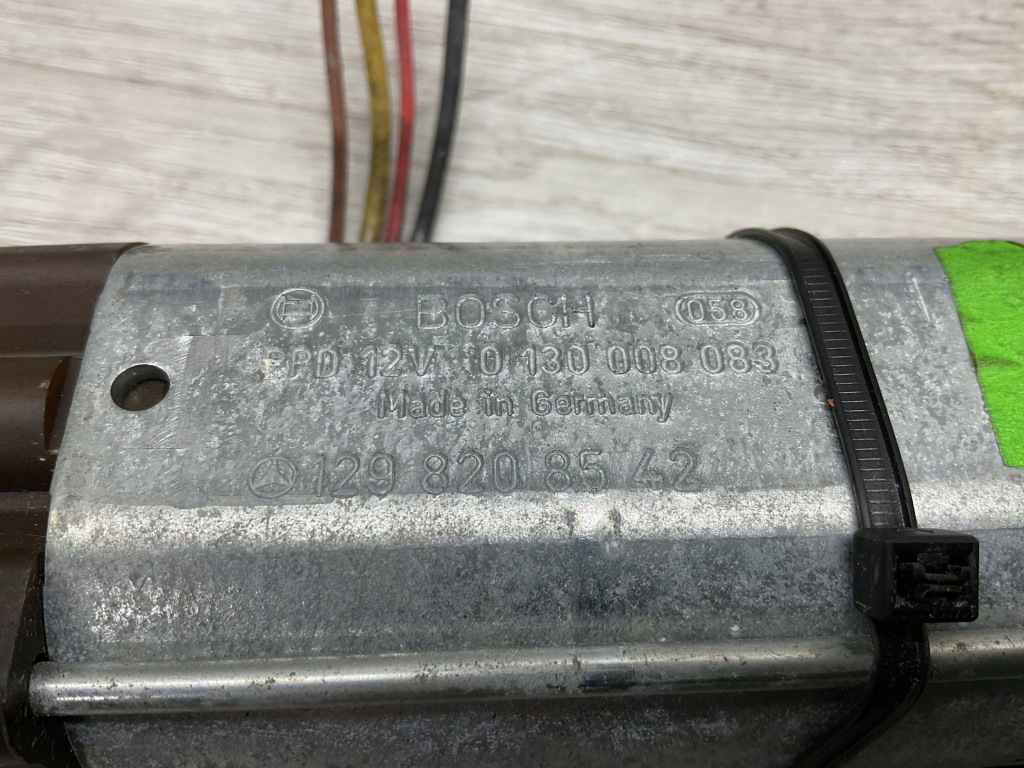 BOSCH 058
PPD 12V 0 130 008 083
Made in Germany
129 820 85 42